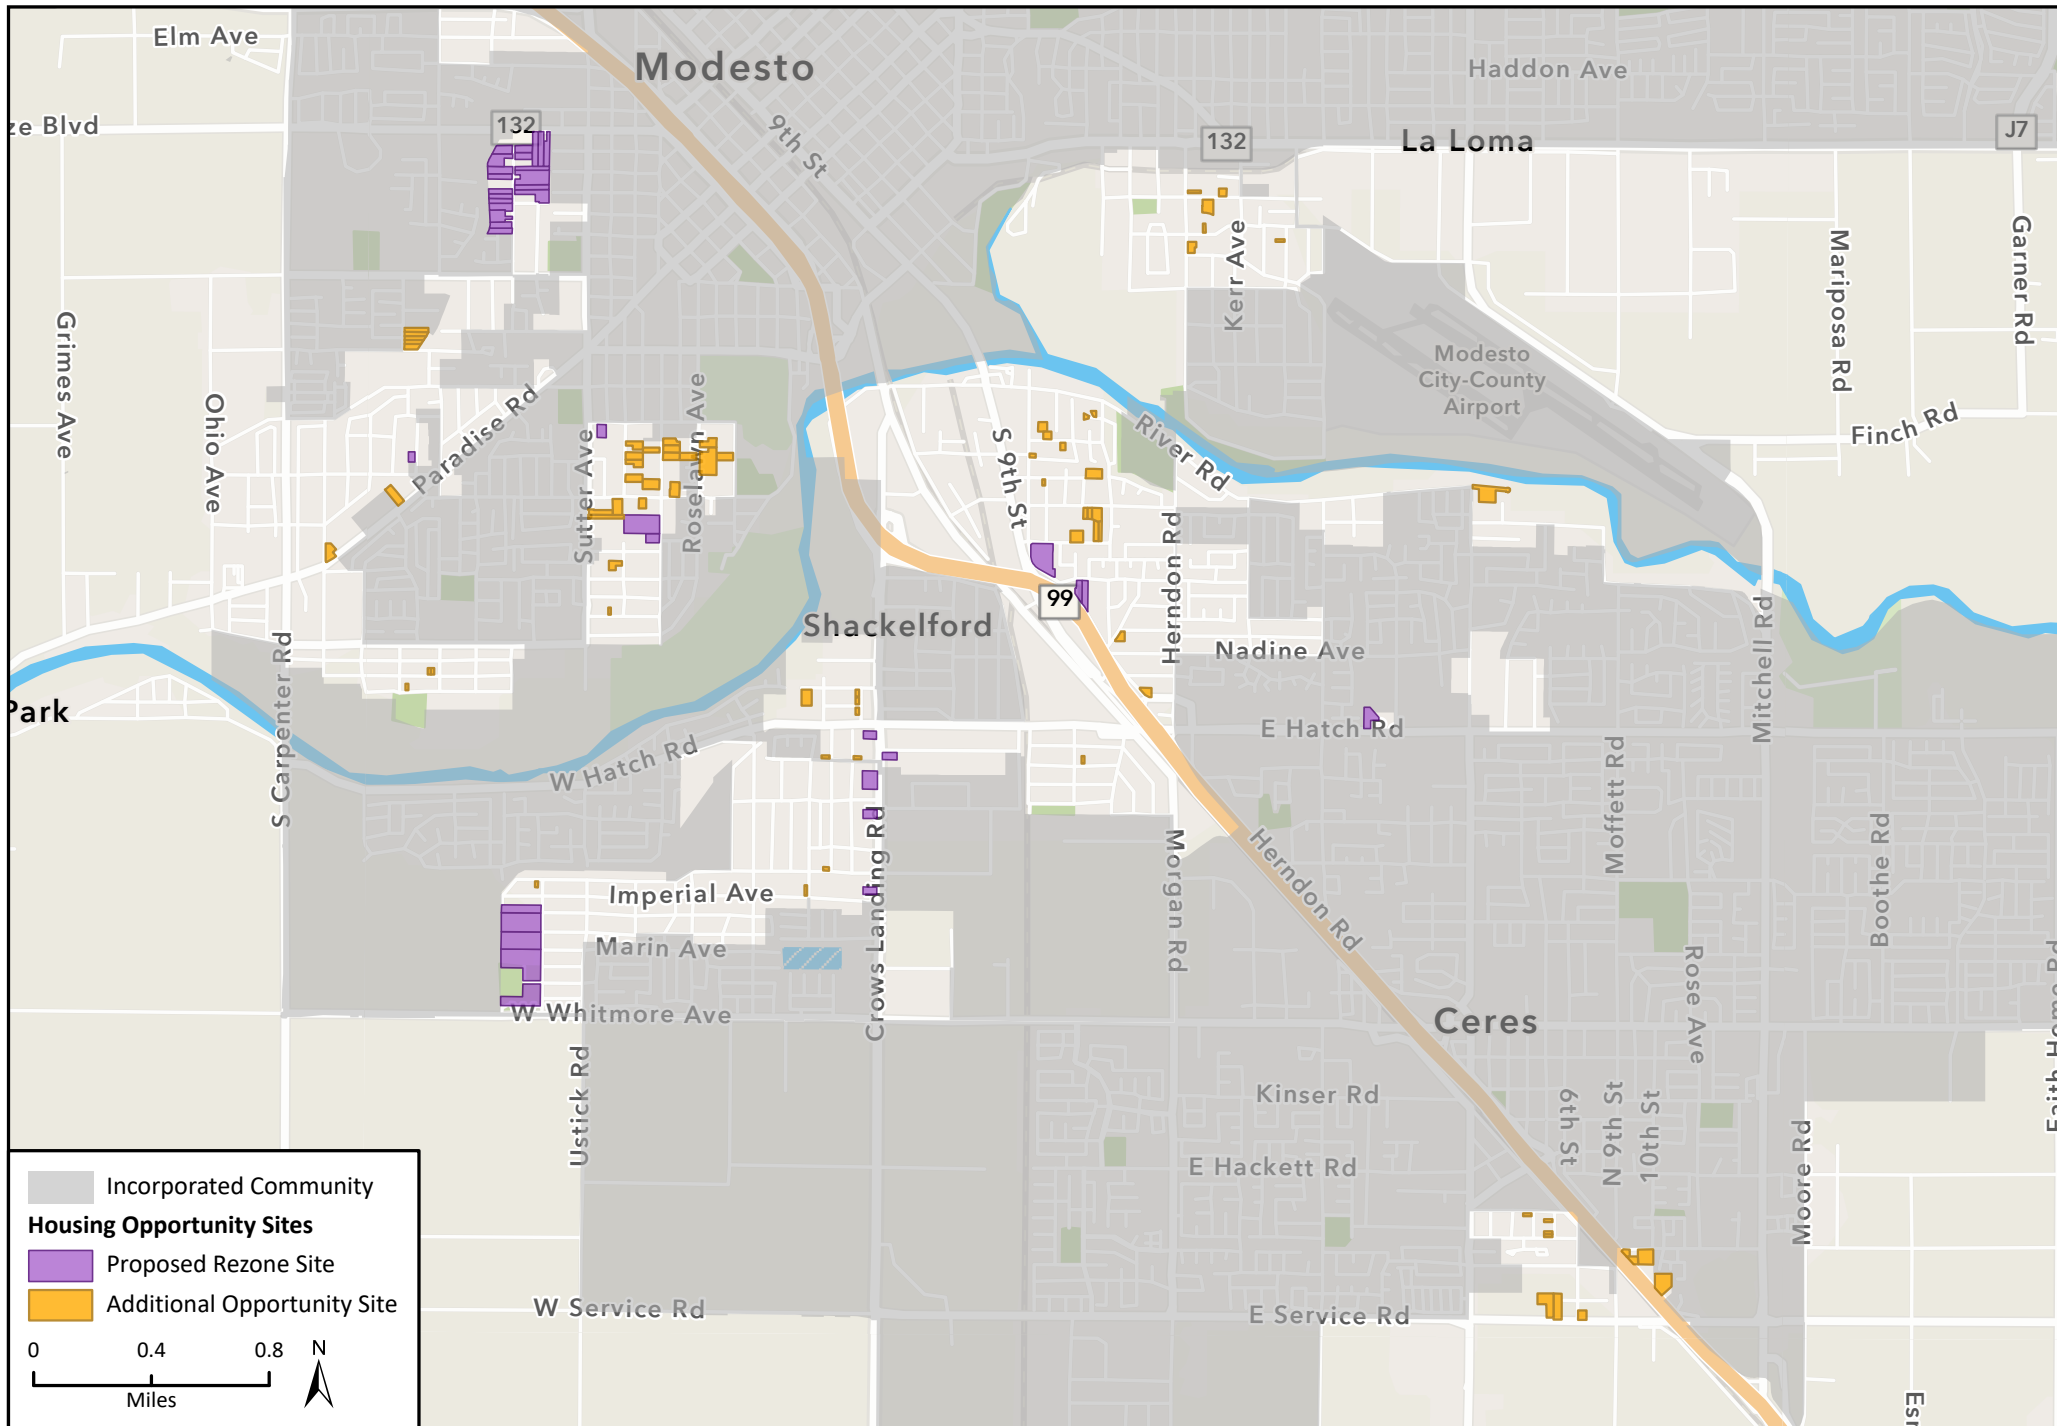 Elm Ave
Modesto
Haddon Ave
ze Blvd
132
9th St
132
La Loma
J7
Kerr Ave
Mariposa Rd
Garner Rd
Grimes Ave
Modesto
City-County
Airport
Ohio Ave
Paradise Rd
Sutter Ave
Roselawn Ave
S 9th St
River Rd
Finch Rd
Herndon Rd
99
Shackelford
Nadine Ave
Mitchell Rd
S Carpenter Rd
Park
E Hatch Rd
W Hatch Rd
Moffett Rd
Crows Landing Rd
Morgan Rd
Herndon Rd
Boothe Rd
Imperial Ave
Marin Ave
Rose Ave
W Whitmore Ave
Ceres
Faith Home Rd
Ustick Rd
Kinser Rd
6th St
N 9th St
10th St
E Hackett Rd
Moore Rd
W Service Rd
E Service Rd
Esm
Incorporated Community
Housing Opportunity Sites
Proposed Rezone Site
Additional Opportunity Site
0 0.4 0.8
Miles
N